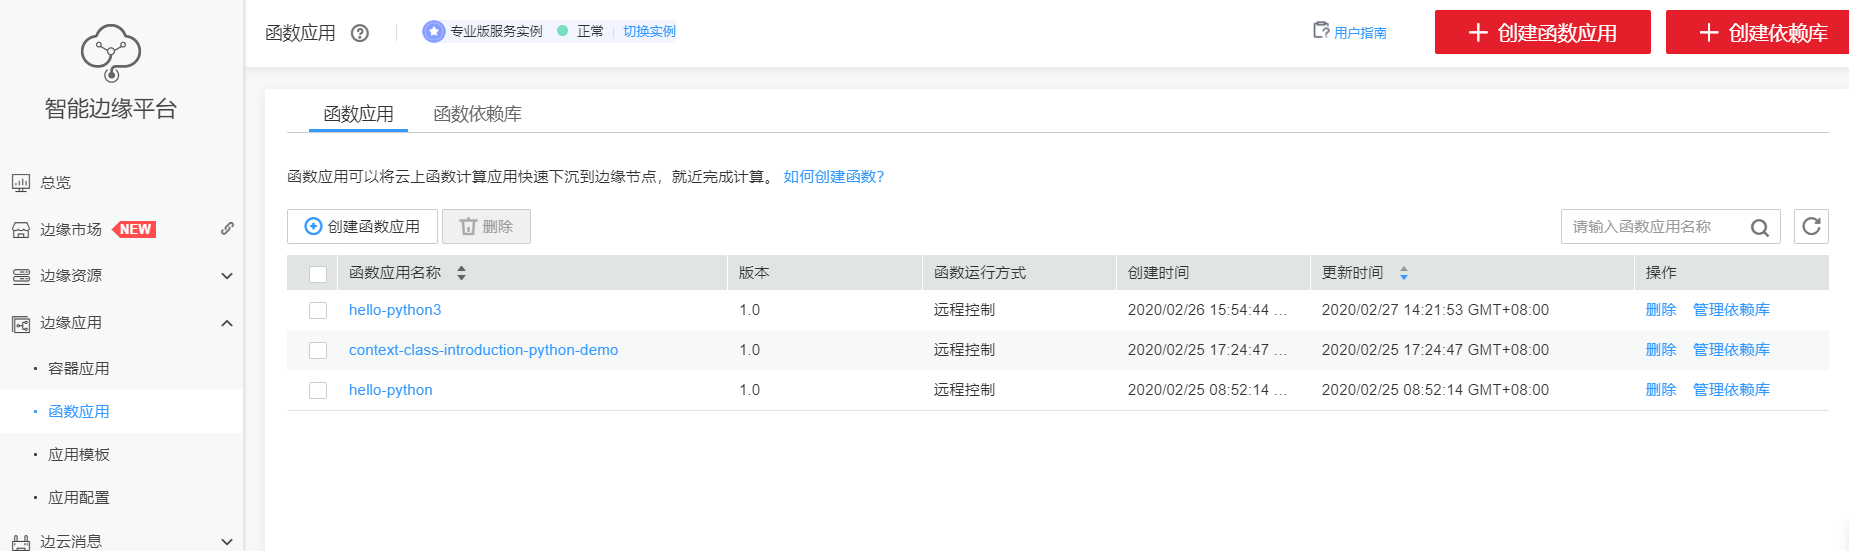 智能边缘平台
总览
边缘市场 NEW
边缘资源
边缘应用
容器应用
函数应用
应用模板
应用配置
边云消息
函数应用 ? 专业版服务实例 正常 切换实例 用户指南 创建函数应用 创建依赖库
函数应用 函数依赖库
函数应用可以将云上函数计算应用快速下沉到边缘节点，就近完成计算。 如何创建函数?
创建函数应用 删除 请输入函数应用名称
函数应用名称 版本 函数运行方式 创建时间 更新时间 操作
hello-python3 1.0 远程控制 2020/02/26 15:54:44 ... 2020/02/27 14:21:53 GMT+08:00 删除 管理依赖库
context-class-introduction-python-demo 1.0 远程控制 2020/02/25 17:24:47 ... 2020/02/25 17:24:47 GMT+08:00 删除 管理依赖库
hello-python 1.0 远程控制 2020/02/25 08:52:14 ... 2020/02/25 08:52:14 GMT+08:00 删除 管理依赖库